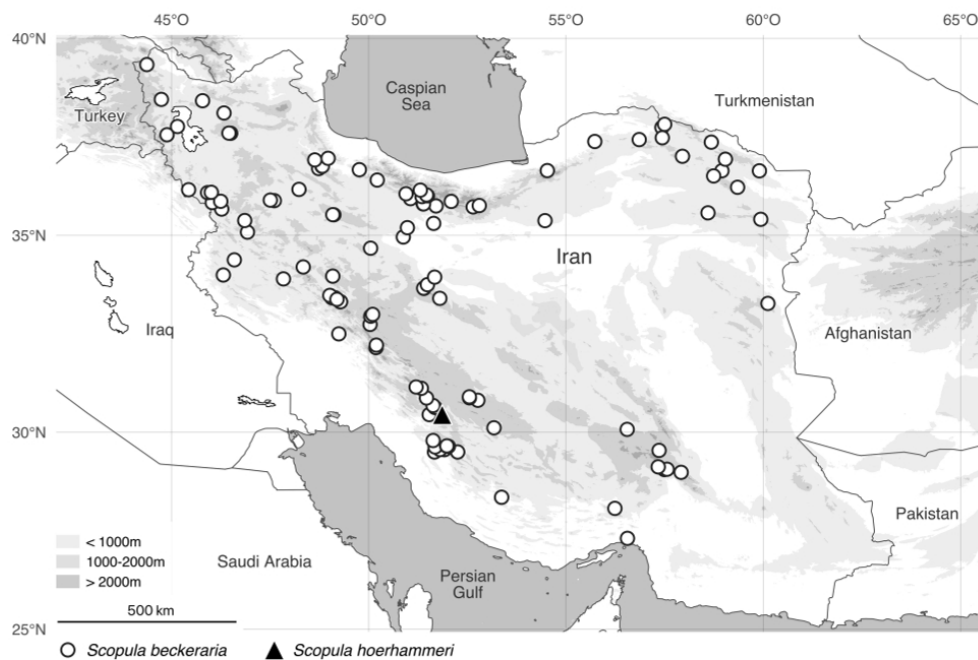 45°O 50°O 55°O 60°O 65°O
40°N
Caspian
Sea
Turkmenistan
Turkey
35°N
Iran
Iraq
Afghanistan
30°N
Pakistan
< 1000m
1000-2000m
> 2000m
Saudi Arabia
Persian
Gulf
500 km
25°N
Scopula beckeraria Scopula hoerhammeri